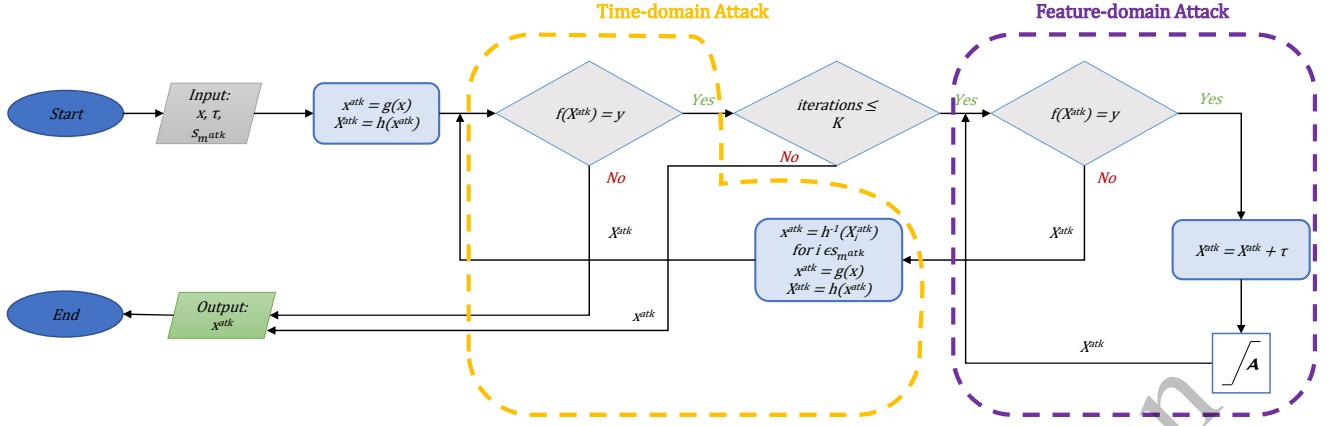 Time-domain Attack
Feature-domain Attack
Start
Input:
x, τ,
s_{m^{atk}}
x^{atk} = g(x)
X^{atk} = h(x^{atk})
f(X^{atk}) = y
Yes
No
iterations ≤
K
Yes
No
f(X^{atk}) = y
Yes
No
X^{atk}
x^{atk} = h^{-1}(X_i^{atk})
for i ϵs_{m^{atk}}
x^{atk} = g(x)
X^{atk} = h(x^{atk})
X^{atk}
X^{atk} = X^{atk} + τ
End
Output:
x^{atk}
x^{atk}
X^{atk}
A
n